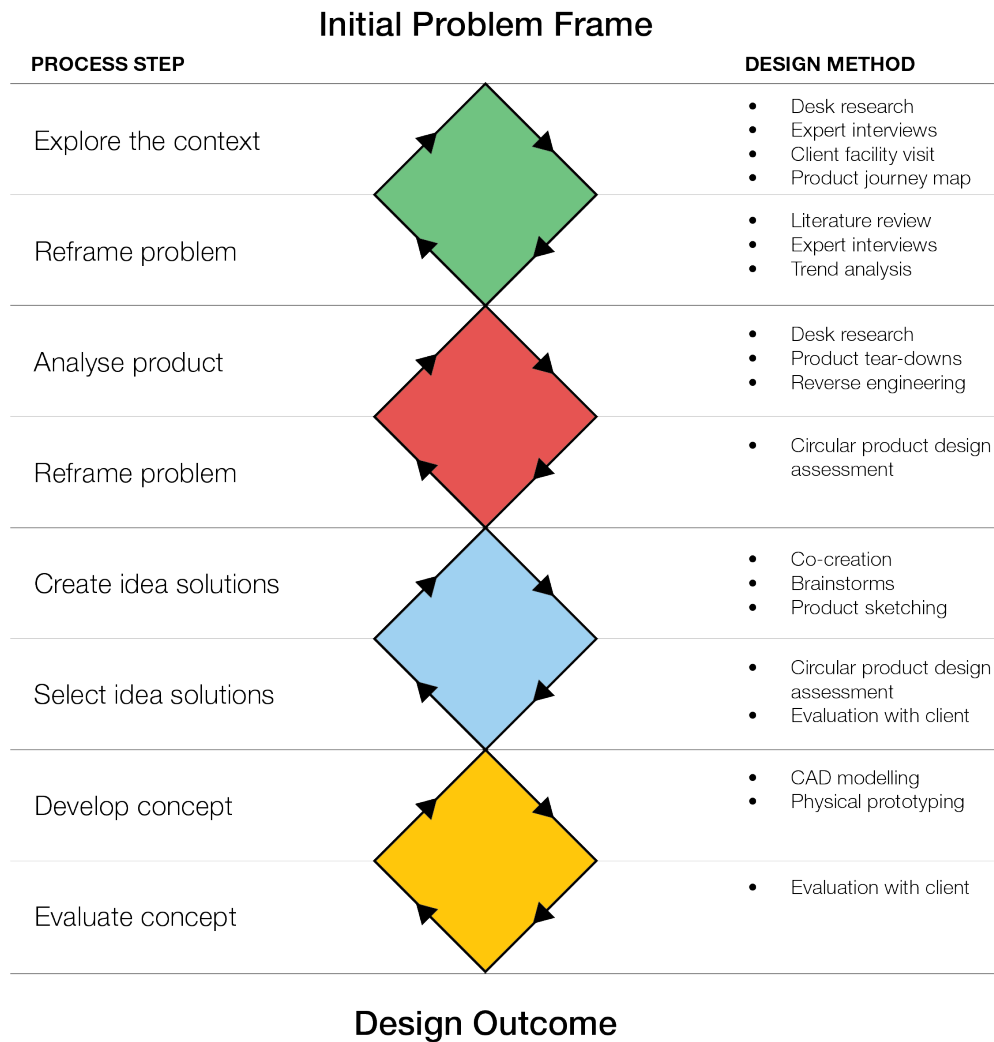 Initial Problem Frame
PROCESS STEP
DESIGN METHOD
Explore the context
• Desk research
• Expert interviews
• Client facility visit
• Product journey map
Reframe problem
• Literature review
• Expert interviews
• Trend analysis
Analyse product
• Desk research
• Product tear-downs
• Reverse engineering
Reframe problem
• Circular product design
assessment
Create idea solutions
• Co-creation
• Brainstorms
• Product sketching
Select idea solutions
• Circular product design
assessment
• Evaluation with client
Develop concept
• CAD modelling
• Physical prototyping
Evaluate concept
• Evaluation with client
Design Outcome